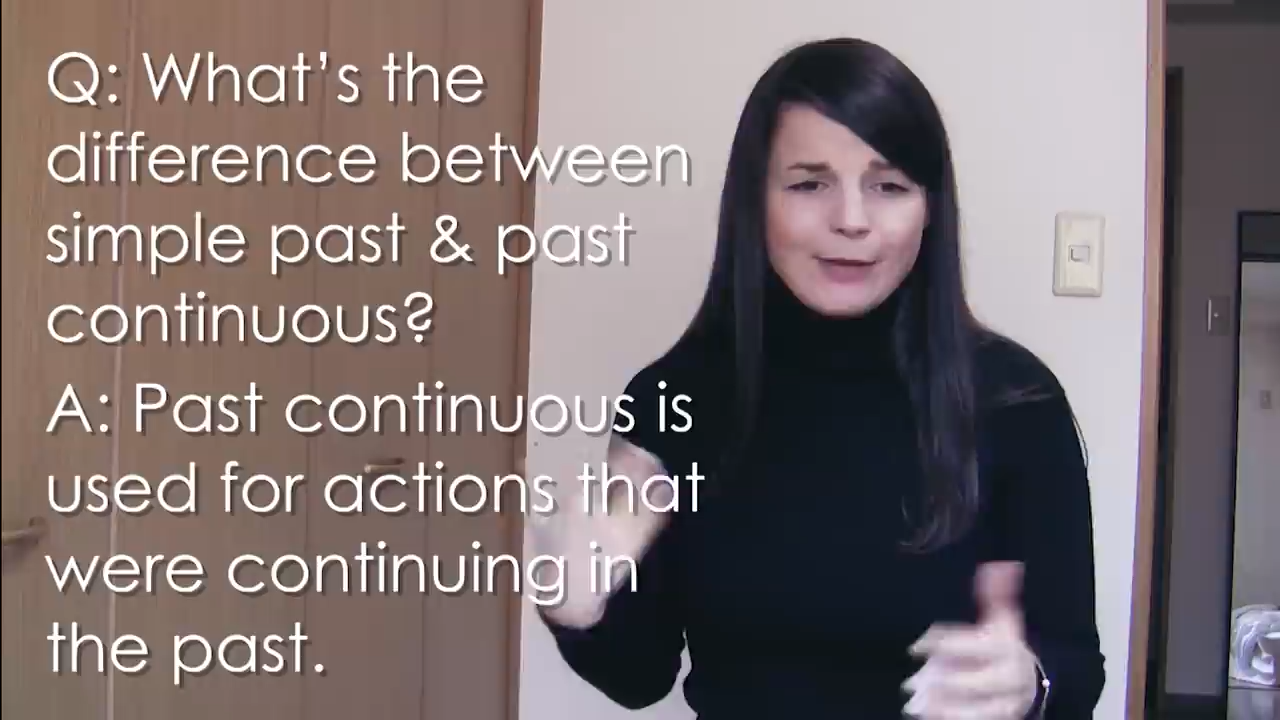 Q: What’s the
difference between
simple past & past
continuous?
A: Past continuous is
used for actions that
were continuing in
the past.